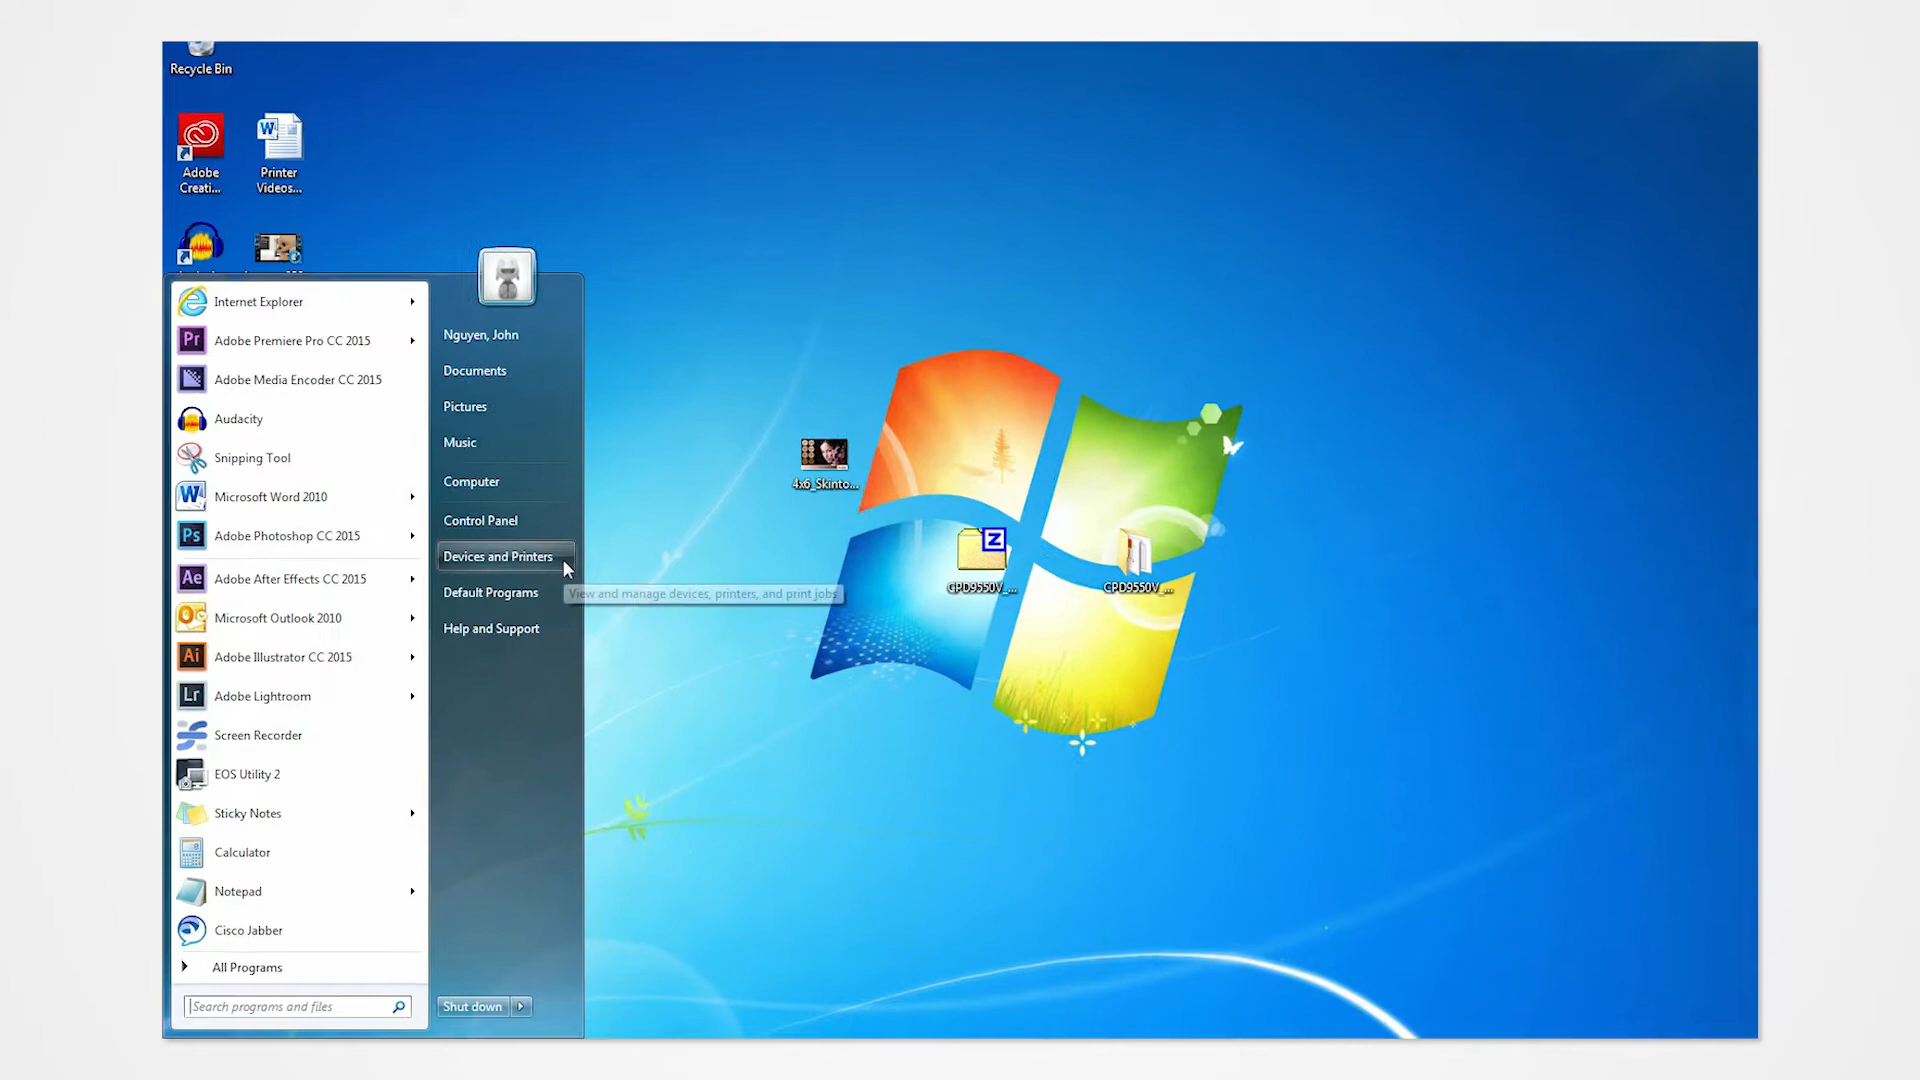 Recycle Bin
Adobe
Creati...
Printer
Videos...
Internet Explorer
Adobe Premiere Pro CC 2015
Adobe Media Encoder CC 2015
Audacity
Snipping Tool
Microsoft Word 2010
Adobe Photoshop CC 2015
Adobe After Effects CC 2015
Microsoft Outlook 2010
Adobe Illustrator CC 2015
Adobe Lightroom
Screen Recorder
EOS Utility 2
Sticky Notes
Calculator
Notepad
Cisco Jabber
All Programs
Search programs and files
Nguyen, John
Documents
Pictures
Music
Computer
Control Panel
Devices and Printers
Default Programs
Help and Support
Shut down
View and manage devices, printers, and print jobs
4x6_Skinto...
CPD9550V_...
CPD9550V_...